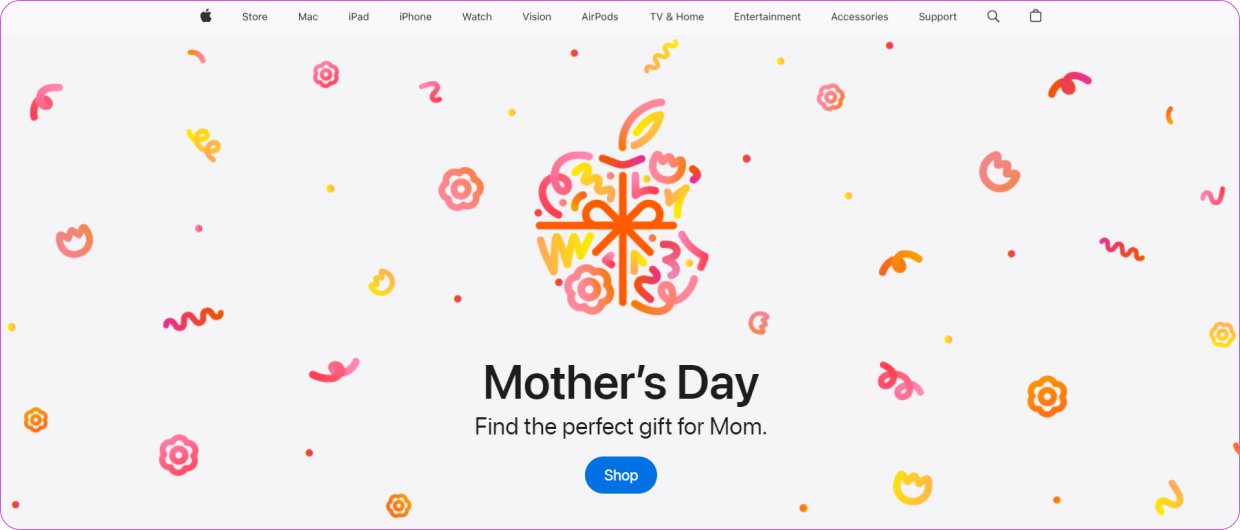 Store Mac iPad iPhone Watch Vision AirPods TV & Home Entertainment Accessories Support
Mother’s Day
Find the perfect gift for Mom.
Shop